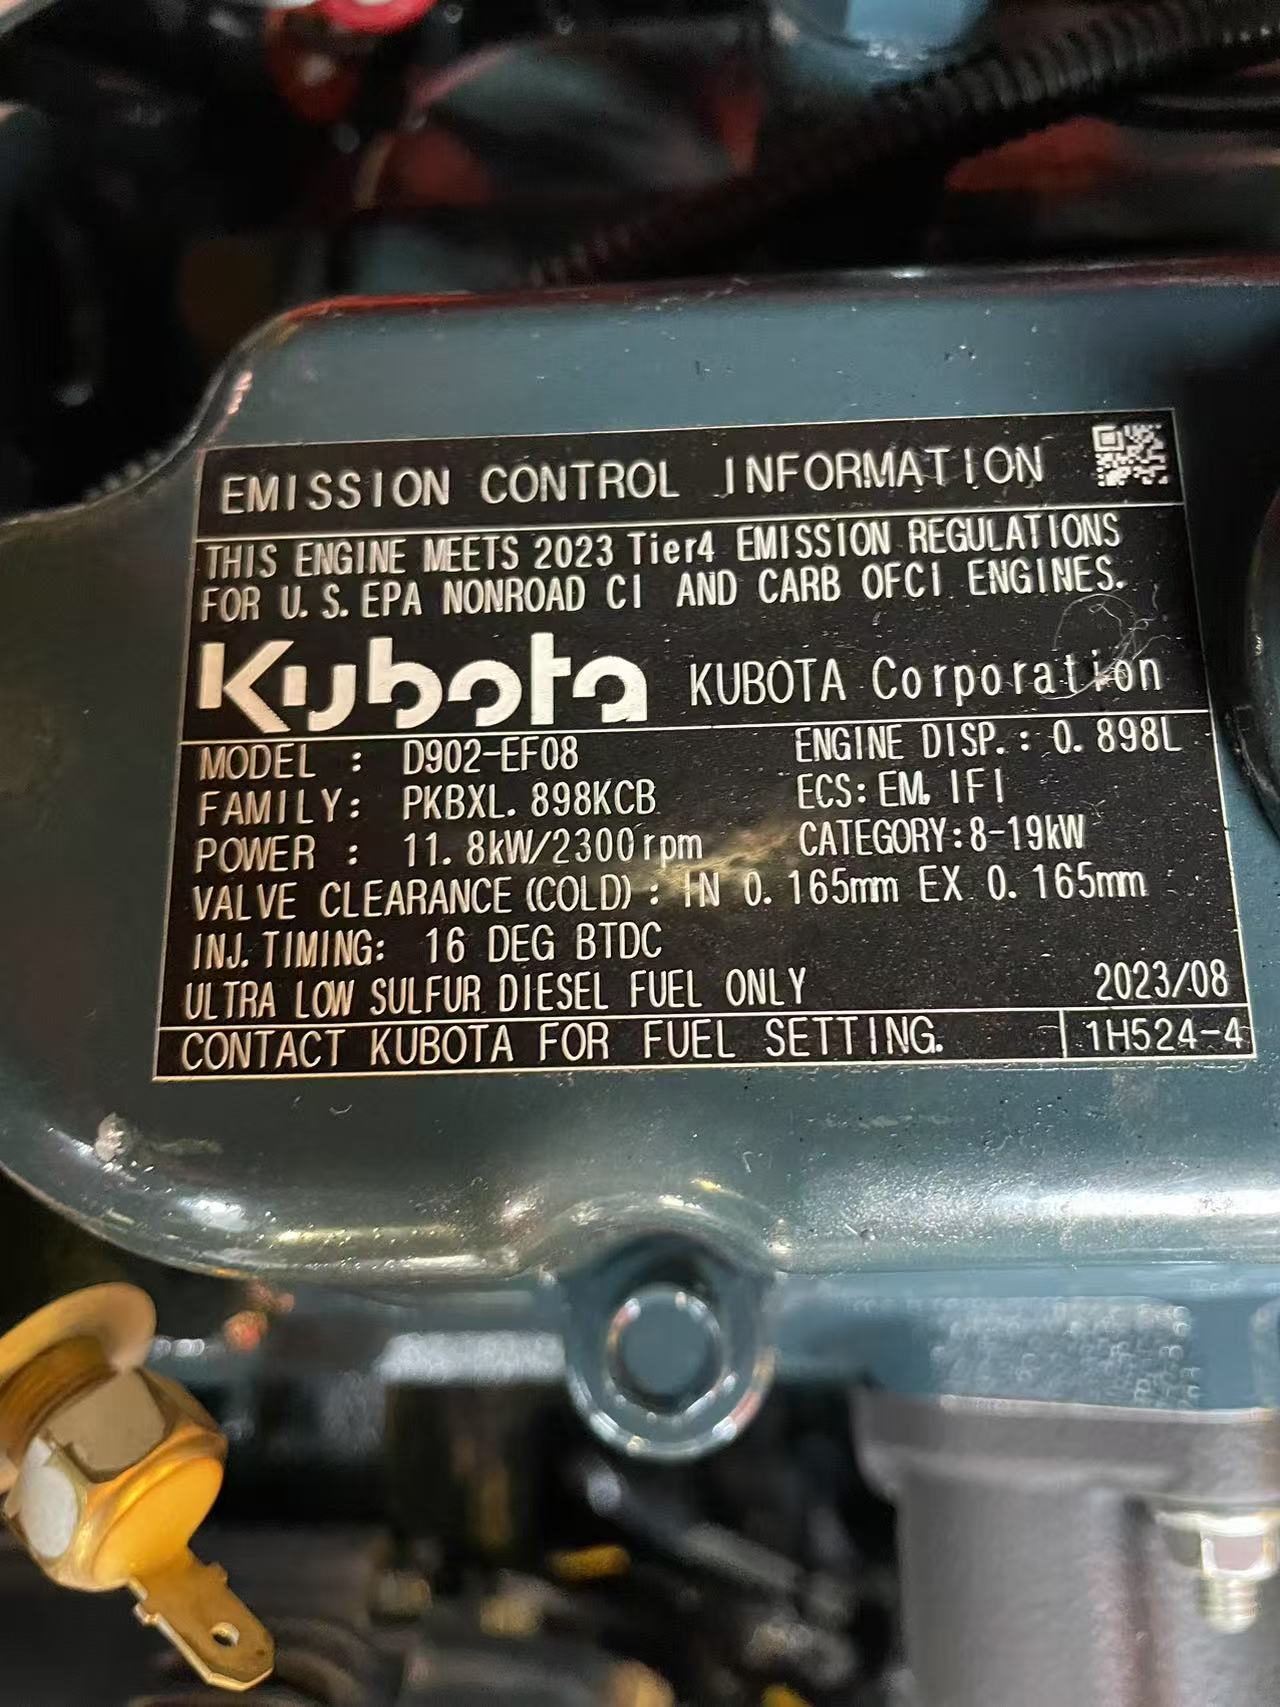 EMISSION CONTROL INFORMATION
THIS ENGINE MEETS 2023 Tier4 EMISSION REGULATIONS
FOR U.S.EPA NONROAD CI AND CARB OFCI ENGINES.
Kubota KUBOTA Corporation
MODEL : D902-EF08 ENGINE DISP.: 0.898L
FAMILY: PKBXL.898KCB ECS: EM, IFI
POWER : 11.8kW/2300rpm CATEGORY:8-19kW
VALVE CLEARANCE (COLD) : IN 0.165mm EX 0.165mm
INJ.TIMING: 16 DEG BTDC
ULTRA LOW SULFUR DIESEL FUEL ONLY 2023/08
CONTACT KUBOTA FOR FUEL SETTING. 1H524-4